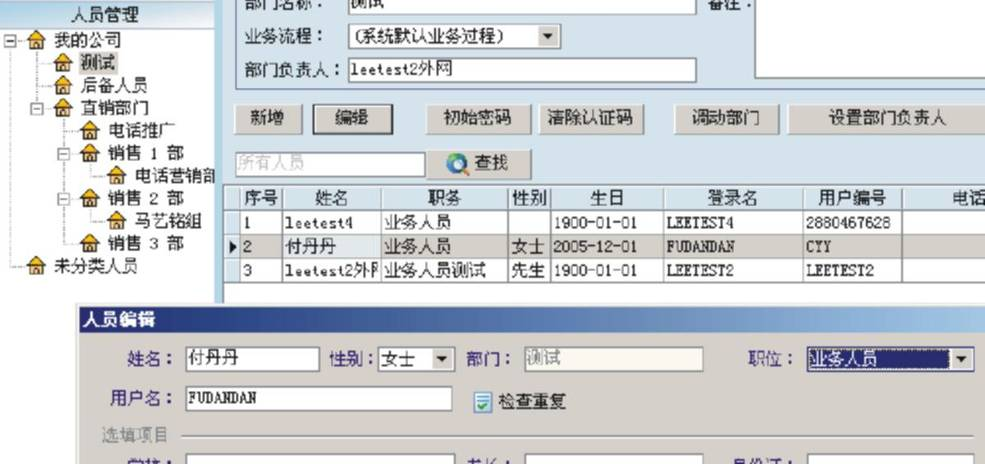 人员管理
我的公司
测试
后备人员
直销部门
电话推广
销售 1 部
电话营销部
销售 2 部
马艺铭组
销售 3 部
未分类人员
部门名称： 测试 备注：
业务流程： (系统默认业务过程)
部门负责人： leetest2外网
新增 编辑 初始密码 清除认证码 调动部门 设置部门负责人
所有人员 查找
序号 姓名 职务 性别 生日 登录名 用户编号 电话
1 leetest4 业务人员 1900-01-01 LEETEST4 2880467628
2 付丹丹 业务人员 女士 2005-12-01 FUDANDAN CYY
3 leetest2外 业务人员测试 先生 1900-01-01 LEETEST2 LEETEST2
人员编辑
姓名： 付丹丹 性别： 女士 部门： 测试 职位： 业务人员
用户名： FUDANDAN 检查重复
选填项目